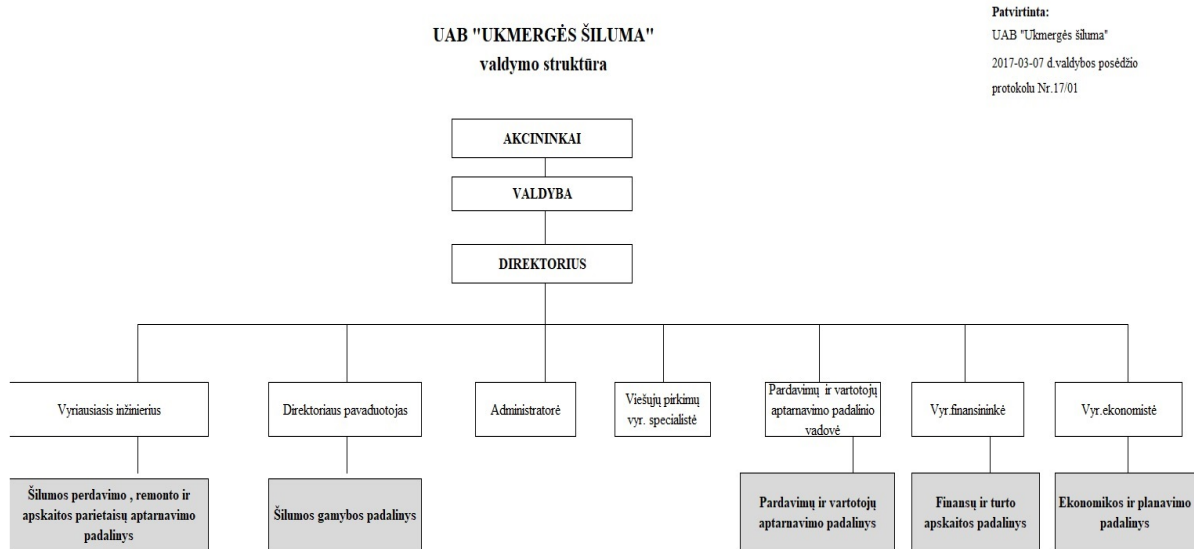 Patvirtinta:
UAB "Ukmergės šiluma"
2017-03-07 d.valdybos posėdžio
protokolu Nr.17/01
UAB "UKMERGĖS ŠILUMA"
valdymo struktūra
AKCININKAI
VALDYBA
DIREKTORIUS
Vyriausiasis inžinierius
Direktoriaus pavaduotojas
Administratorė
Viešųjų pirkimų
vyr. specialistė
Pardavimų ir vartotojų
aptarnavimo padalinio
vadovė
Vyr.finansininkė
Vyr.ekonomistė
Šilumos perdavimo , remonto ir
apskaitos parietaisų aptarnavimo
padalinys
Šilumos gamybos padalinys
Pardavimų ir vartotojų
aptarnavimo padalinys
Finansų ir turto
apskaitos padalinys
Ekonomikos ir planavimo
padalinys